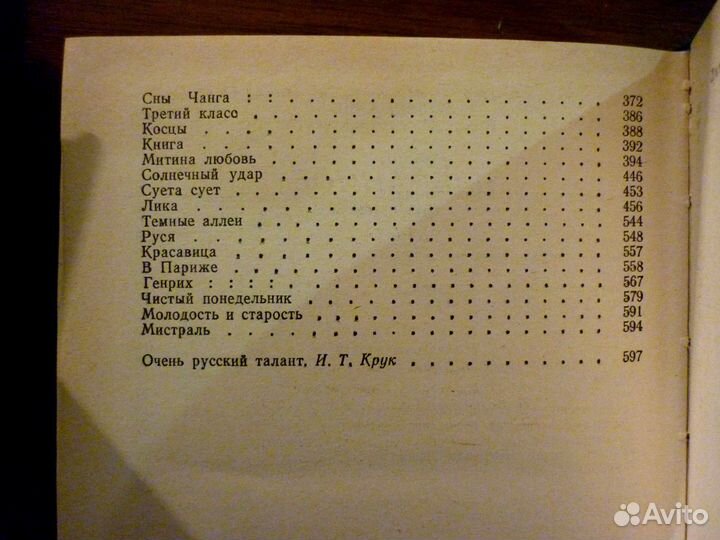 Сны Чанга : : . . . . . . . . . . . . . . . . 372
Третий класс . . . . . . . . . . . . . . . . . 386
Косцы . . . . . . . . . . . . . . . . . . . . 388
Книга . . . . . . . . . . . . . . . . . . . . 392
Митина любовь . . . . . . . . . . . . . . . . 394
Солнечный удар . . . . . . . . . . . . . . . . 446
Суета сует . . . . . . . . . . . . . . . . . . 453
Лика . . . . . . . . . . . . . . . . . . . . . 456
Темные аллеи . . . . . . . . . . . . . . . . . 544
Руся . . . . . . . . . . . . . . . . . . . . . 548
Красавица . . . . . . . . . . . . . . . . . . 557
В Париже . . . . . . . . . . . . . . . . . . . 558
Генрих : : : : . . . . . . . . . . . . . . . . 567
Чистый понедельник . . . . . . . . . . . . . . 579
Молодость и старость . . . . . . . . . . . . . 591
Мистраль . . . . . . . . . . . . . . . . . . . 594
Очень русский талант, И. Т. Крук . . . . . . . . . 597
Avito